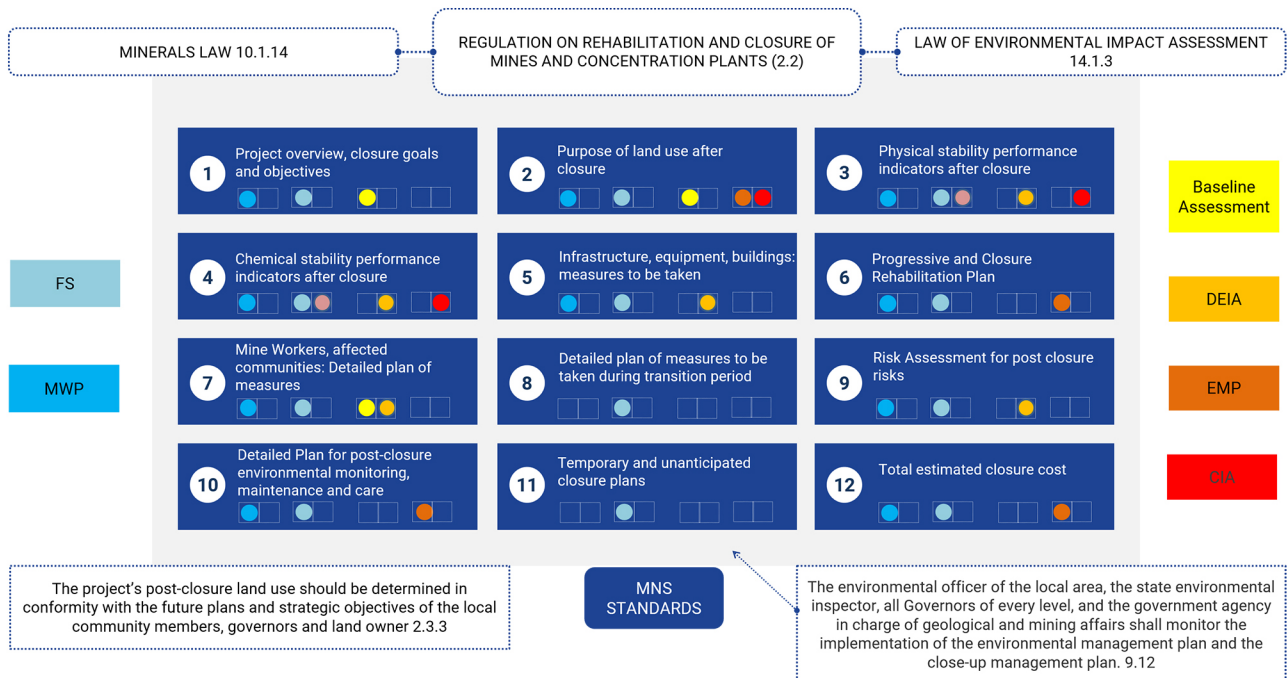 MINERALS LAW 10.1.14
REGULATION ON REHABILITATION AND CLOSURE OF
MINES AND CONCENTRATION PLANTS (2.2)
LAW OF ENVIRONMENTAL IMPACT ASSESSMENT
14.1.3
1
Project overview, closure goals
and objectives
2
Purpose of land use after
closure
3
Physical stability performance
indicators after closure
Baseline
Assessment
FS
4
Chemical stability performance
indicators after closure
5
Infrastructure, equipment, buildings:
measures to be taken
6
Progressive and Closure
Rehabilitation Plan
DEIA
MWP
7
Mine Workers, affected
communities: Detailed plan of
measures
8
Detailed plan of measures to be
taken during transition period
9
Risk Assessment for post closure
risks
EMP
10
Detailed Plan for post-closure
environmental monitoring,
maintenance and care
11
Temporary and unanticipated
closure plans
12
Total estimated closure cost
CIA
The project's post-closure land use should be determined in
conformity with the future plans and strategic objectives of the local
community members, governors and land owner 2.3.3
MNS
STANDARDS
The environmental officer of the local area, the state environmental
inspector, all Governors of every level, and the government agency
in charge of geological and mining affairs shall monitor the
implementation of the environmental management plan and the
close-up management plan. 9.12